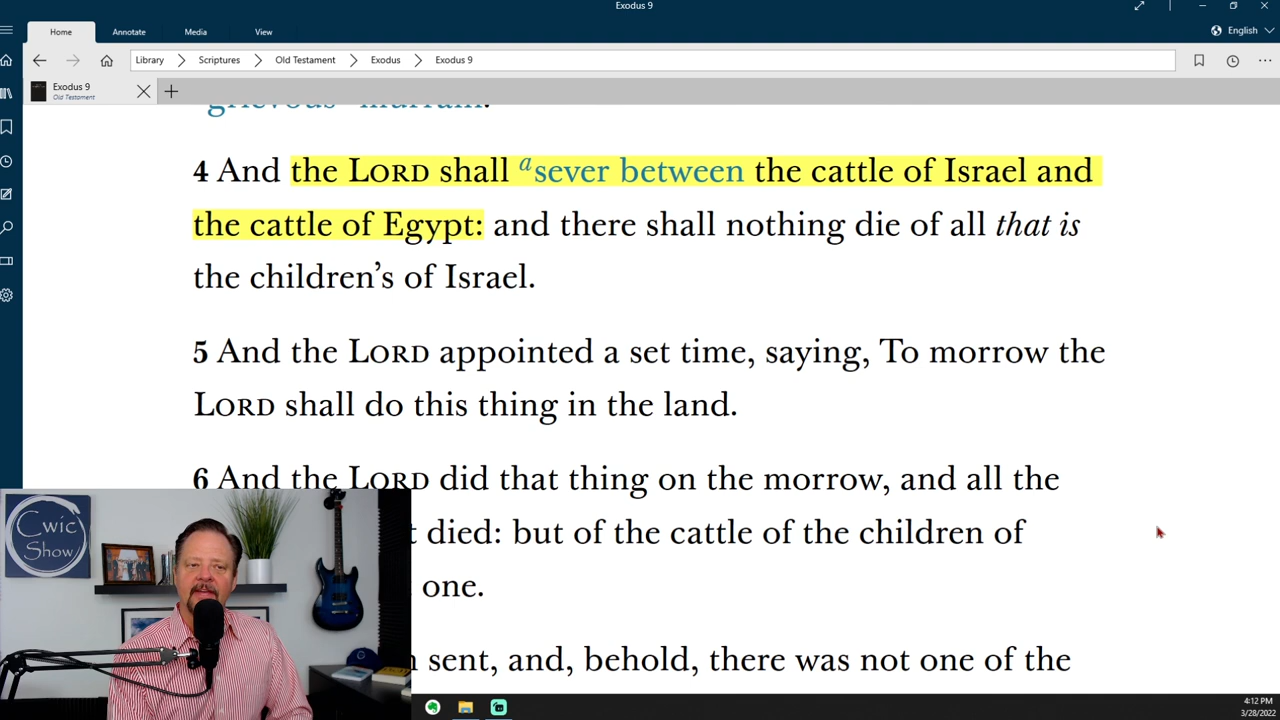 Exodus 9
Home Annotate Media View
English
Library Scriptures Old Testament Exodus Exodus 9
Exodus 9
Old Testament
4 And the LORD shall a sever between the cattle of Israel and
the cattle of Egypt: and there shall nothing die of all that is
the children’s of Israel.
5 And the LORD appointed a set time, saying, To morrow the
LORD shall do this thing in the land.
6 And the LORD did that thing on the morrow, and all the
died: but of the cattle of the children of
one.
sent, and, behold, there was not one of the
Cwic
Show
4:12 PM
3/28/2022